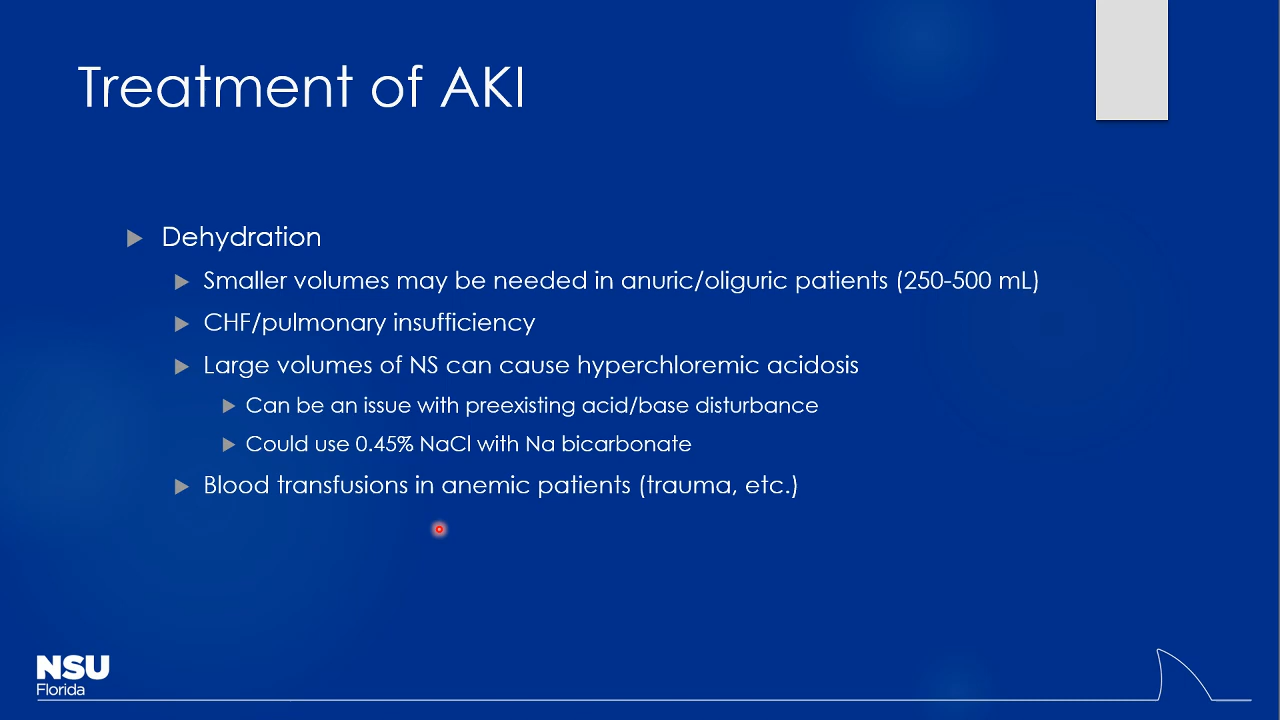 Treatment of AKI
Dehydration
Smaller volumes may be needed in anuric/oliguric patients (250-500 mL)
CHF/pulmonary insufficiency
Large volumes of NS can cause hyperchloremic acidosis
Can be an issue with preexisting acid/base disturbance
Could use 0.45% NaCl with Na bicarbonate
Blood transfusions in anemic patients (trauma, etc.)
NSU
Florida